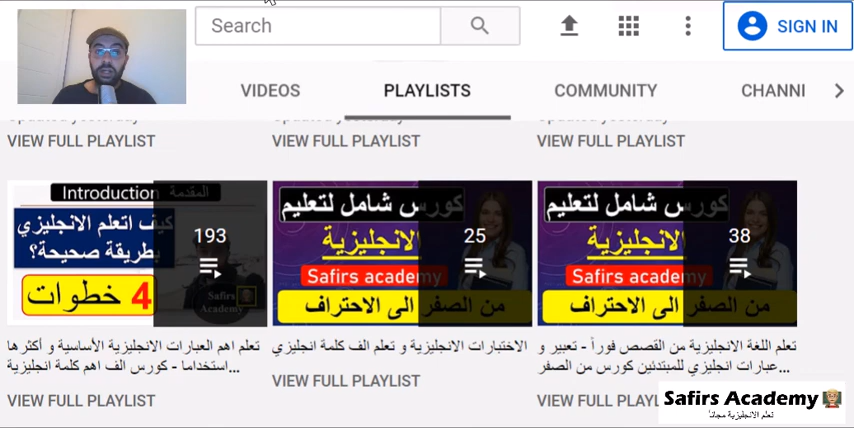 Search
SIGN IN
VIDEOS
PLAYLISTS
COMMUNITY
CHANNI
VIEW FULL PLAYLIST
VIEW FULL PLAYLIST
VIEW FULL PLAYLIST
Introduction المقدمة
كيف اتعلم الانجليزي
بطريقة صحيحة؟
4 خطوات
193
Safirs
Academy
كورس شامل لتعليم
الانجليزية
Safirs academy
من الصفر الى الاحتراف
25
كورس شامل لتعليم
الانجليزية
Safirs academy
من الصفر الى الاحتراف
38
تعلم اهم العبارات الانجليزية الأساسية و أكثرها
استخداما - كورس الف اهم كلمة انجليزية...
VIEW FULL PLAYLIST
الاختبارات الانجليزية و تعلم الف كلمة انجليزي
VIEW FULL PLAYLIST
تعلم اللغة الانجليزية من القصص فوراً - تعبير و
عبارات انجليزي للمبتدئين كورس من الصفر...
VIEW FULL PLAYL
Safirs Academy
تعلم الانجليزية مجاناً